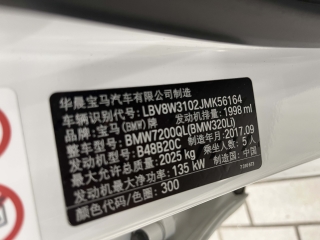 华晨宝马汽车有限公司制造
车辆识别代号: LBV8W3102JMK56164
品牌: 宝马(BMW)牌 发动机排量: 1998 ml
整车型号: BMW7200QL(BMW320Li)
发动机型号: B48B20C 制造年月: 2017.09
最大允许总质量: 2025 kg 乘坐人数: 5 人
发动机最大净功率: 135 kW 制造国: 中国
颜色代码/色圈: 300